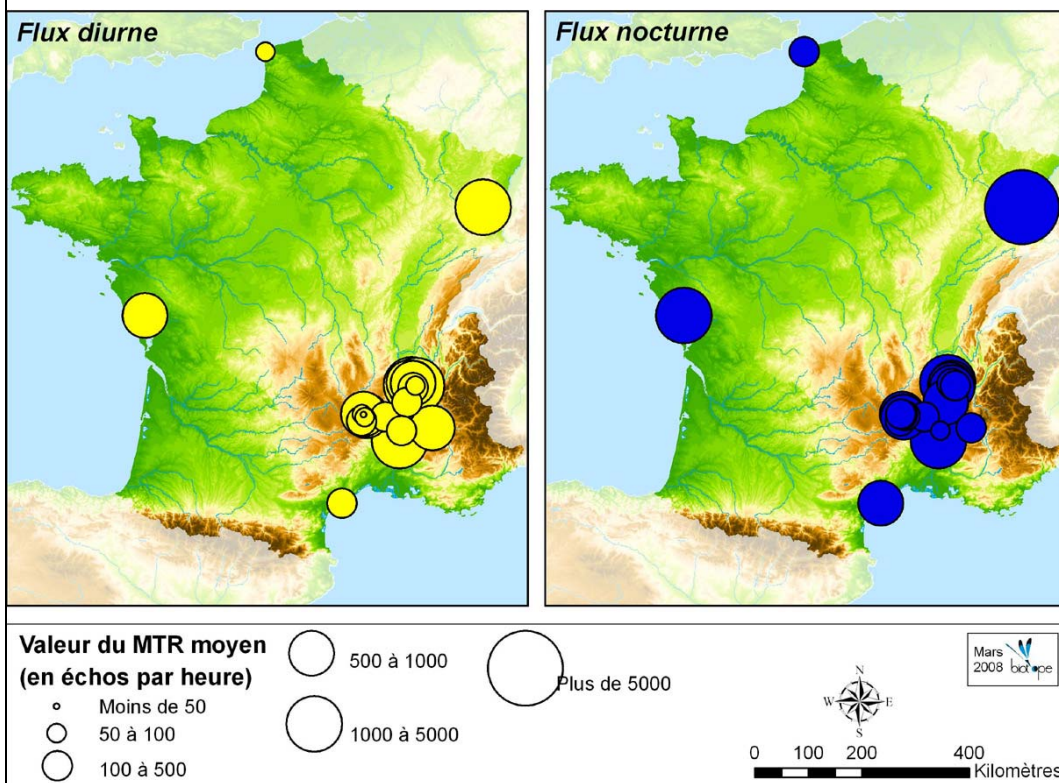 Flux diurne
Flux nocturne
Valeur du MTR moyen
(en échos par heure)
Moins de 50
50 à 100
100 à 500
500 à 1000
1000 à 5000
Plus de 5000
N
W E
S
Mars
2008 biotope
0 100 200 400
Kilomètres